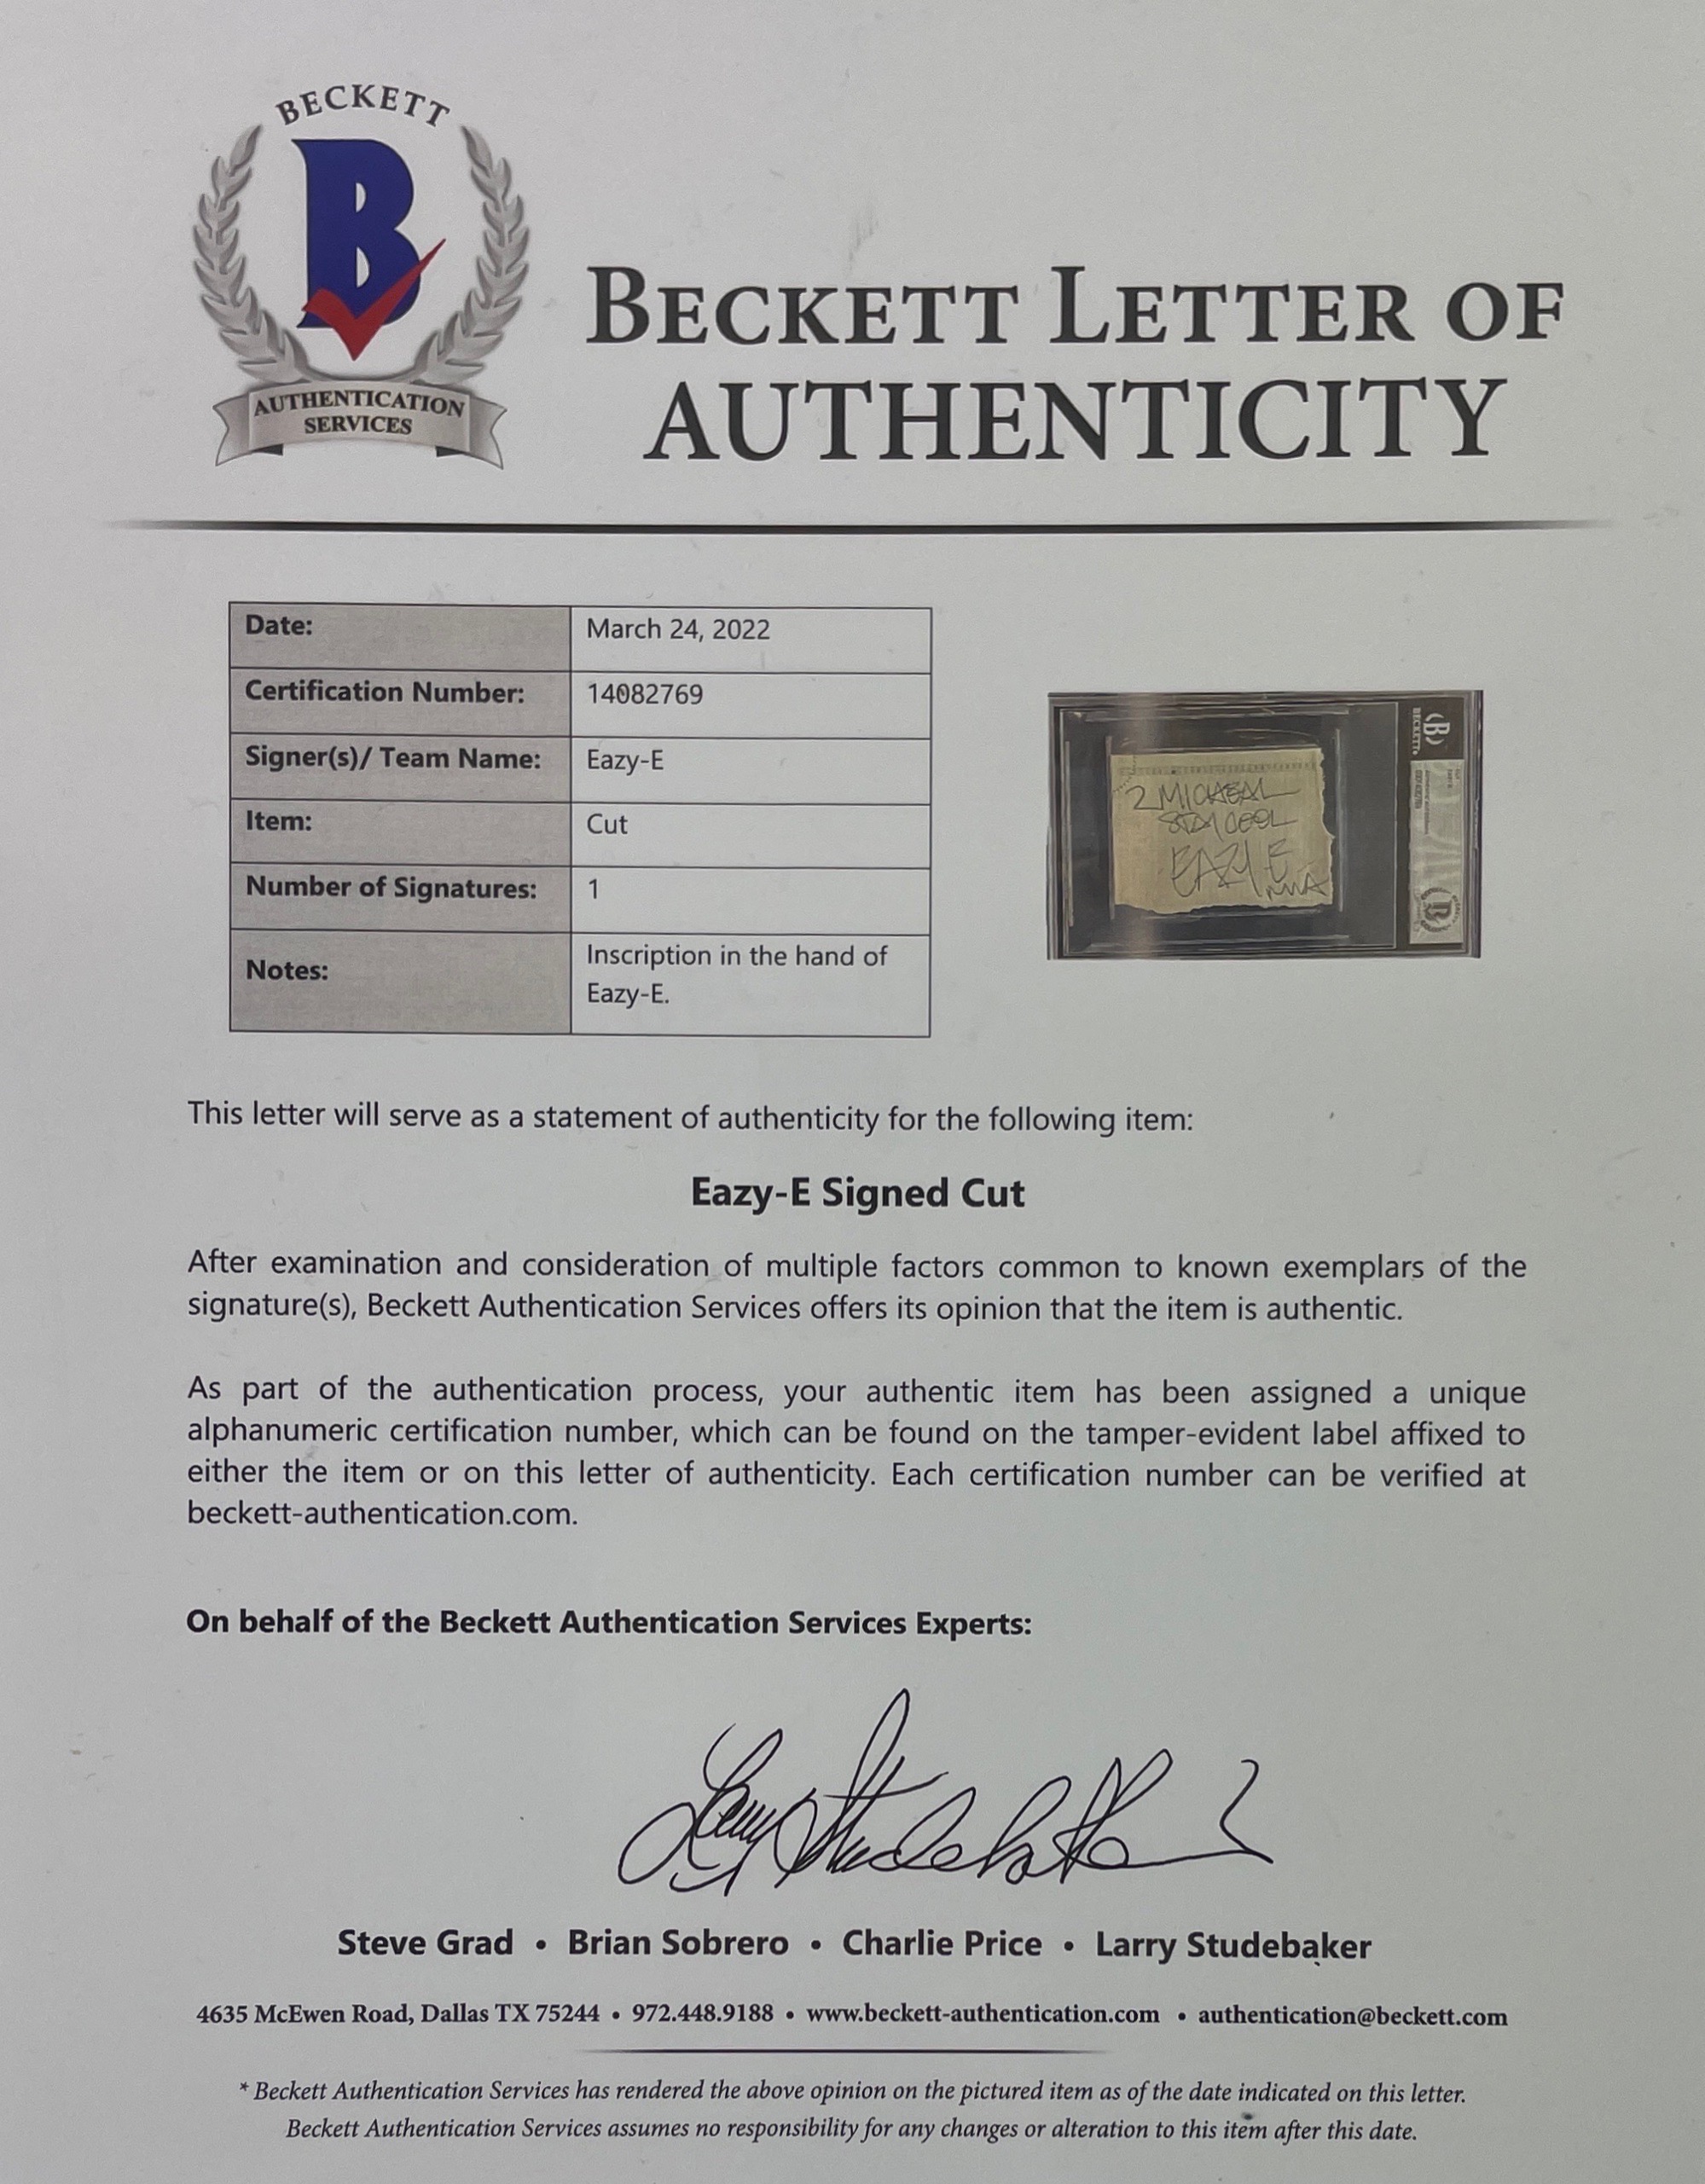 BECKETT
B
AUTHENTICATION
SERVICES
BECKETT LETTER OF
AUTHENTICITY
Date: March 24, 2022
Certification Number: 14082769
Signer(s)/ Team Name: Eazy-E
Item: Cut
Number of Signatures: 1
Notes: Inscription in the hand of
Eazy-E.
2 MICHEAL
STAY COOL
EAZY E
NWA
B
BECKETT
This letter will serve as a statement of authenticity for the following item:
Eazy-E Signed Cut
After examination and consideration of multiple factors common to known exemplars of the
signature(s), Beckett Authentication Services offers its opinion that the item is authentic.
As part of the authentication process, your authentic item has been assigned a unique
alphanumeric certification number, which can be found on the tamper-evident label affixed to
either the item or on this letter of authenticity. Each certification number can be verified at
beckett-authentication.com.
On behalf of the Beckett Authentication Services Experts:
Larry Studebaker
Steve Grad • Brian Sobrero • Charlie Price • Larry Studebaker
4635 McEwen Road, Dallas TX 75244 • 972.448.9188 • www.beckett-authentication.com • authentication@beckett.com
* Beckett Authentication Services has rendered the above opinion on the pictured item as of the date indicated on this letter.
Beckett Authentication Services assumes no responsibility for any changes or alteration to this item after this date.